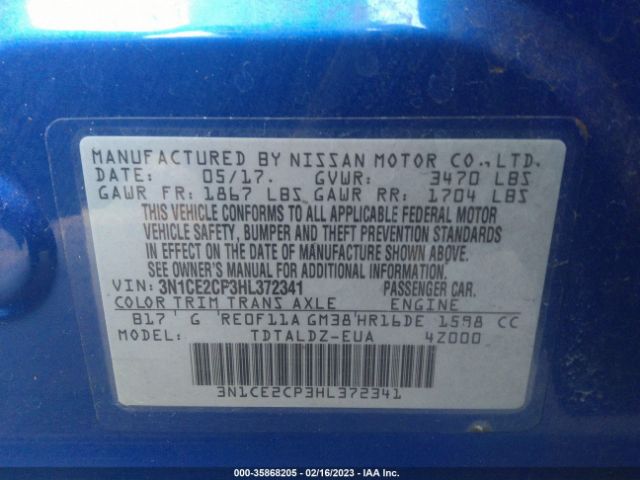 MANUFACTURED BY NISSAN MOTOR CO.,LTD.
DATE: 05/17. GVWR: 3470 LBS
GAWR FR: 1867 LBS GAWR RR: 1704 LBS
THIS VEHICLE CONFORMS TO ALL APPLICABLE FEDERAL MOTOR
VEHICLE SAFETY, BUMPER AND THEFT PREVENTION STANDARDS
IN EFFECT ON THE DATE OF MANUFACTURE SHOWN ABOVE.
SEE OWNER'S MANUAL FOR ADDITIONAL INFORMATION.
VIN: 3N1CE2CP3HL372341 PASSENGER CAR.
COLOR TRIM TRANS AXLE ENGINE
B17 G RE0F11A GM38 HR16DE 1598 CC
MODEL: TDTALDZ-EUA 4Z000
3N1CE2CP3HL372341
000-35868205 - 02/16/2023 - IAA Inc.